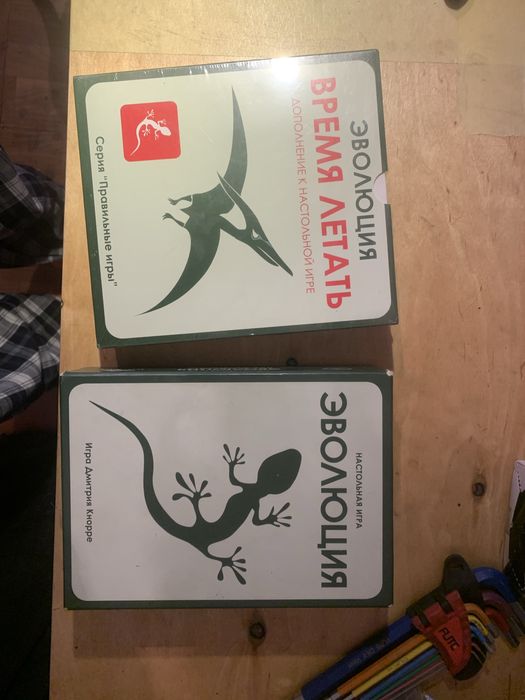 ЭВОЛЮЦИЯ
ВРЕМЯ ЛЕТАТЬ
ДОПОЛНЕНИЕ К НАСТОЛЬНОЙ ИГРЕ
Серия "Правильные игры"
НАСТОЛЬНАЯ ИГРА
ЭВОЛЮЦИЯ
Игра Дмитрия Кнорре